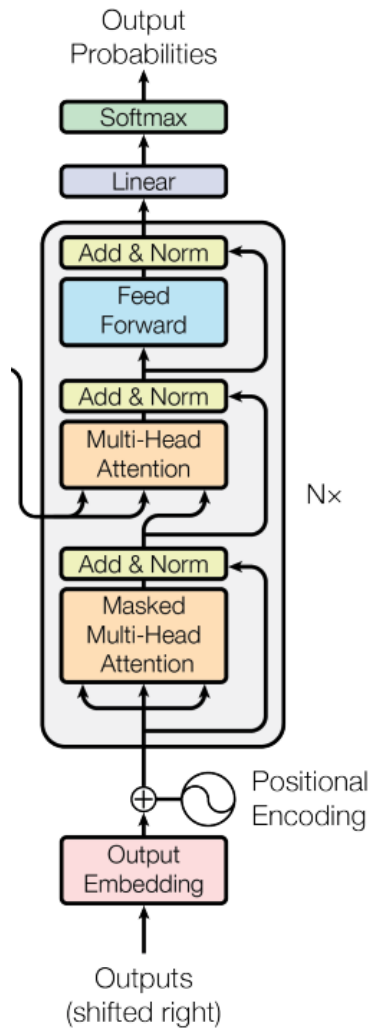 Output
Probabilities
Softmax
Linear
Add & Norm
Feed
Forward
Add & Norm
Multi-Head
Attention
N×
Add & Norm
Masked
Multi-Head
Attention
Positional
Encoding
Output
Embedding
Outputs
(shifted right)